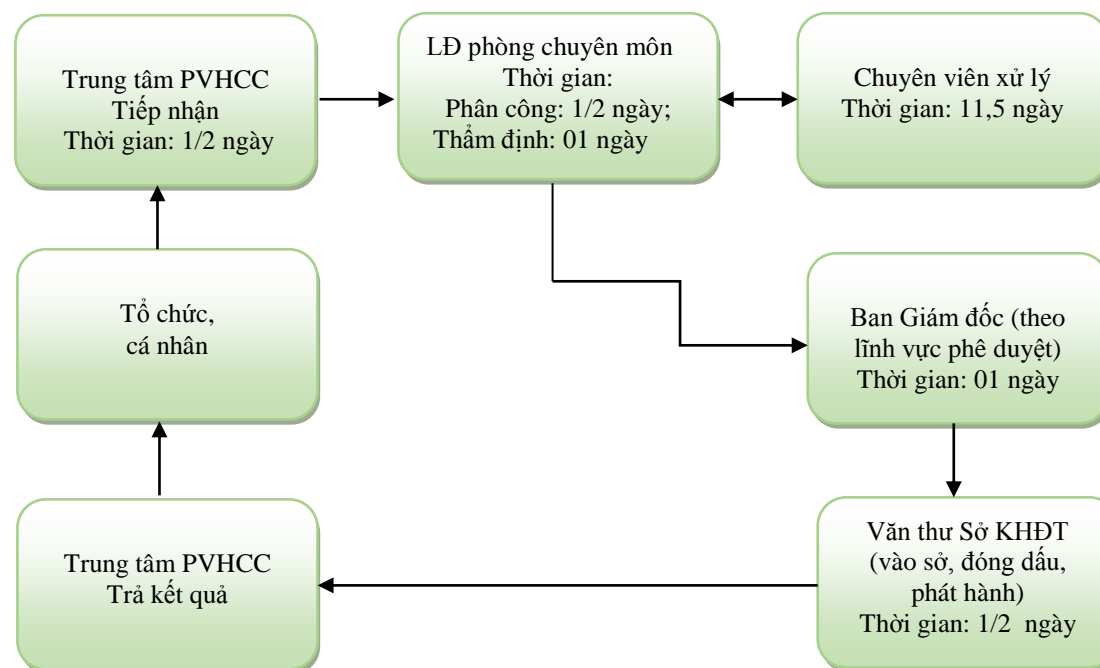 Trung tâm PVHCC
Tiếp nhận
Thời gian: 1/2 ngày
LĐ phòng chuyên môn
Thời gian:
Phân công: 1/2 ngày;
Thẩm định: 01 ngày
Chuyên viên xử lý
Thời gian: 11,5 ngày
Tổ chức,
cá nhân
Ban Giám đốc (theo
lĩnh vực phê duyệt)
Thời gian: 01 ngày
Trung tâm PVHCC
Trả kết quả
Văn thư Sở KHĐT
(vào sở, đóng dấu,
phát hành)
Thời gian: 1/2 ngày